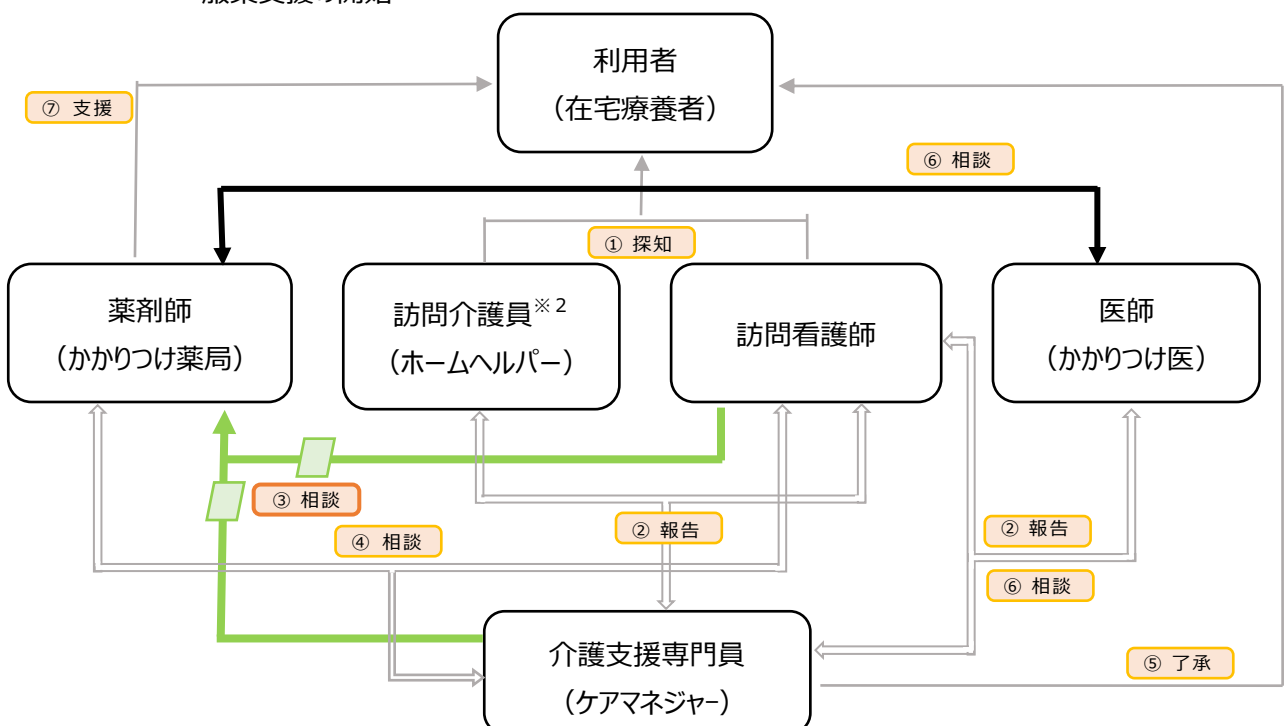 服薬支援の開始
利用者
（在宅療養者）
⑦ 支援
⑥ 相談
① 探知
薬剤師
（かかりつけ薬局）
訪問介護員※2
（ホームヘルパー）
訪問看護師
医師
（かかりつけ医）
③ 相談
④ 相談
② 報告
② 報告
⑥ 相談
介護支援専門員
（ケアマネジャー）
⑤ 了承